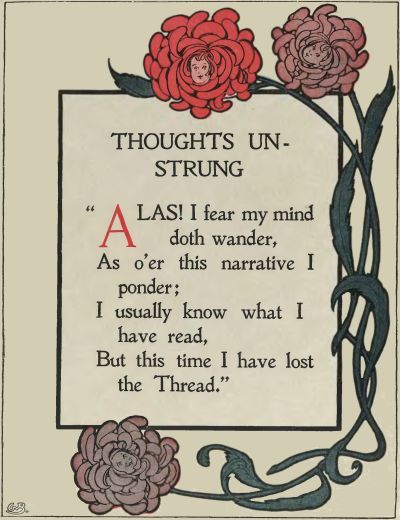 THOUGHTS UN-
STRUNG
“ALAS! I fear my mind
doth wander,
As o'er this narrative I
ponder;
I usually know what I
have read,
But this time I have lost
the Thread.”